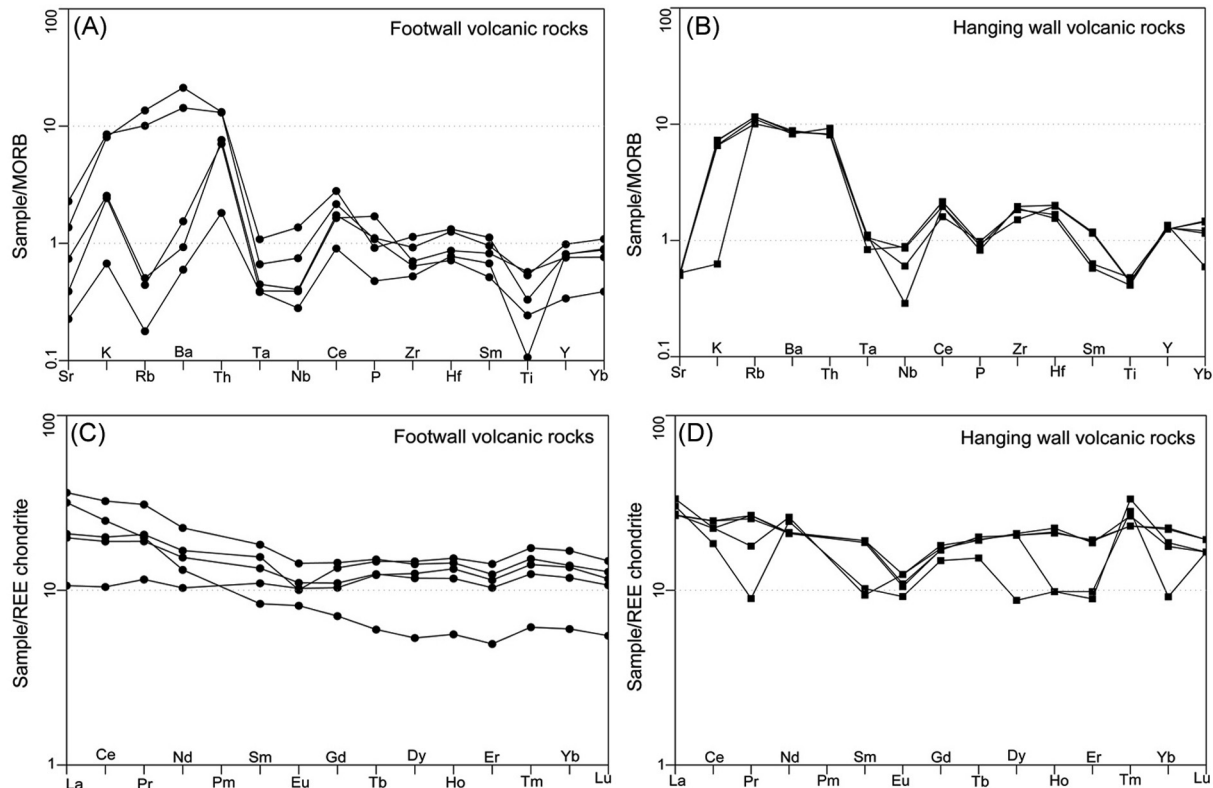 (A)
Footwall volcanic rocks
Sample/MORB
100
10
1
0.1
K Ba Ta Ce Zr Sm Y
Sr Rb Th Nb P Hf Ti Yb
(B)
Hanging wall volcanic rocks
Sample/MORB
100
10
1
0.1
K Ba Ta Ce Zr Sm Y
Sr Rb Th Nb P Hf Ti Yb
(C)
Footwall volcanic rocks
Sample/REE chondrite
100
10
1
Ce Nd Sm Gd Dy Er Yb
La Pr Pm Eu Tb Ho Tm Lu
(D)
Hanging wall volcanic rocks
Sample/REE chondrite
100
10
1
Ce Nd Sm Gd Dy Er Yb
La Pr Pm Eu Tb Ho Tm Lu